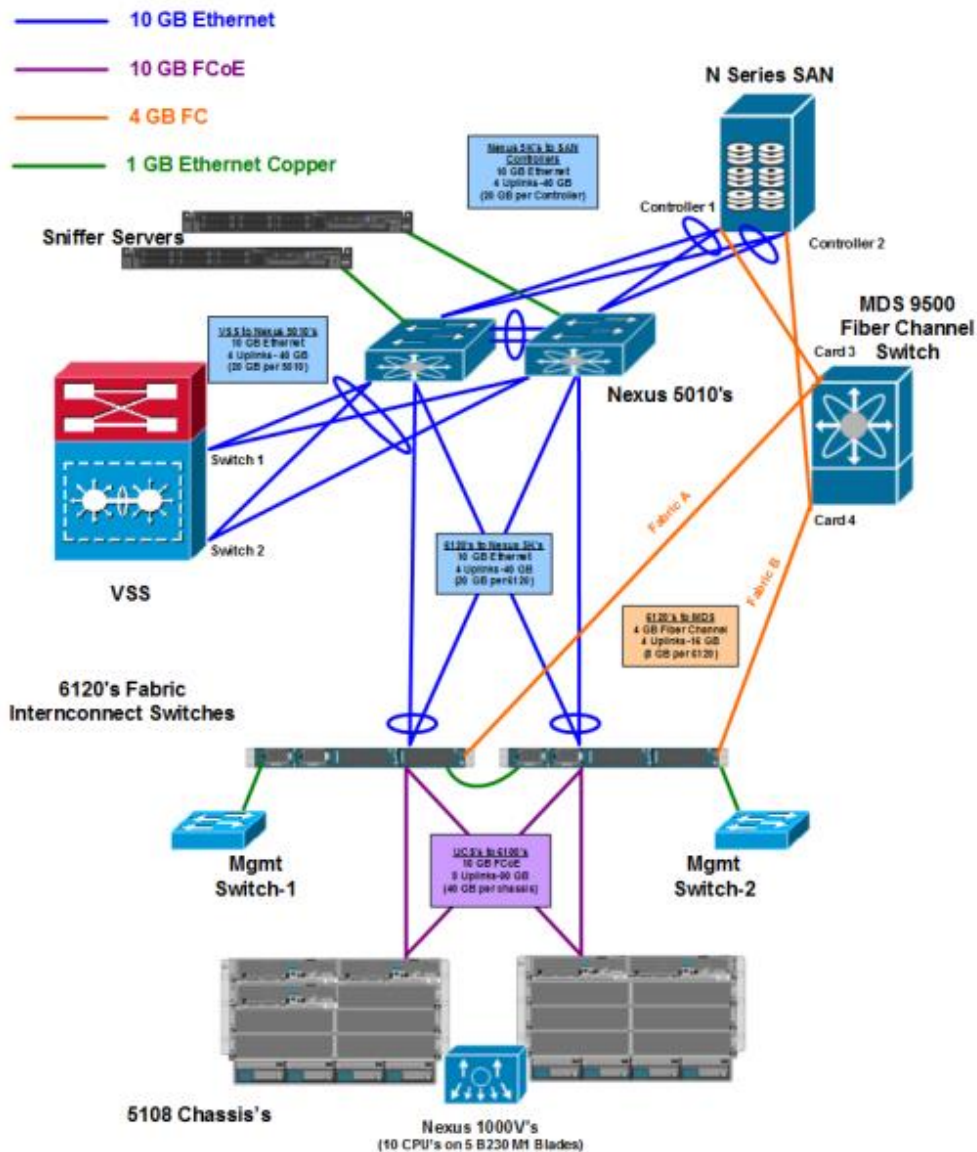 10 GB Ethernet
10 GB FCoE
4 GB FC
1 GB Ethernet Copper
N Series SAN
Nexus 5K's to SAN
Controllers
10 GB Ethernet
4 Uplinks-40 GB
(20 GB per Controller)
Controller 1
Controller 2
Sniffer Servers
MDS 9500
Fiber Channel
Switch
VSS to Nexus 5010's
10 GB Ethernet
4 Uplinks-40 GB
(20 GB per 5010)
Card 3
Nexus 5010's
Switch 1
Switch 2
Card 4
VSS
Fabric A
Fabric B
6120's to Nexus 5K's
10 GB Ethernet
4 Uplinks-40 GB
(20 GB per 6120)
6120's to MDS
4 GB Fiber Channel
4 Uplinks-16 GB
(8 GB per 6120)
6120's Fabric
Internconnect Switches
Mgmt
Switch-1
UCS's to 6100's
10 GB FCoE
8 Uplinks-80 GB
(40 GB per chassis)
Mgmt
Switch-2
5108 Chassis's
Nexus 1000V's
(10 CPU's on 5 B230 M1 Blades)